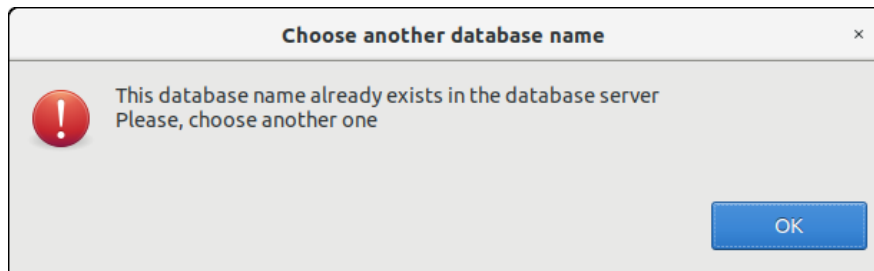 Choose another database name
This database name already exists in the database server
Please, choose another one
OK